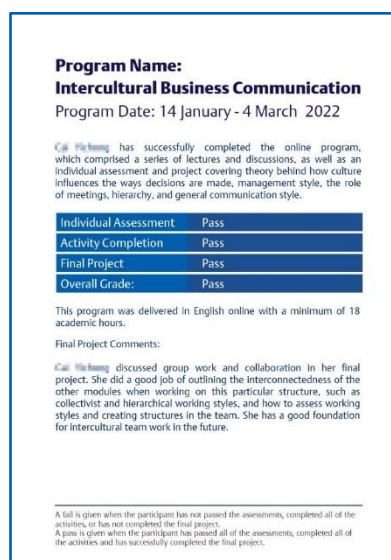 Program Name:
Intercultural Business Communication
Program Date: 14 January - 4 March 2022
has successfully completed the online program,
which comprised a series of lectures and discussions, as well as an
individual assessment and project covering theory behind how culture
influences the ways decisions are made, management style, the role
of meetings, hierarchy, and general communication style.
Individual Assessment Pass
Activity Completion Pass
Final Project Pass
Overall Grade: Pass
This program was delivered in English online with a minimum of 18
academic hours.
Final Project Comments:
discussed group work and collaboration in her final
project. She did a good job of outlining the interconnectedness of the
other modules when working on this particular structure, such as
collectivist and hierarchical working styles, and how to assess working
styles and creating structures in the team. She has a good foundation
for intercultural team work in the future.
A fail is given when the participant has not passed the assessments, completed all of the
activities, or has not completed the final project.
A pass is given when the participant has passed all of the assessments, completed all of
the activities and has successfully completed the final project.